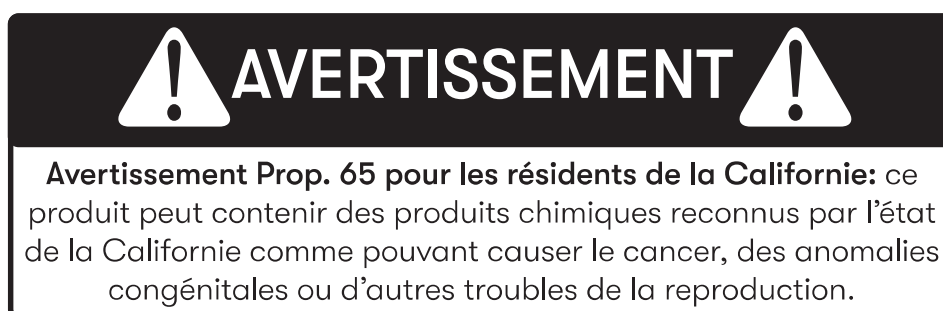 AVERTISSEMENT
Avertissement Prop. 65 pour les résidents de la Californie: ce
produit peut contenir des produits chimiques reconnus par l'état
de la Californie comme pouvant causer le cancer, des anomalies
congénitales ou d'autres troubles de la reproduction.